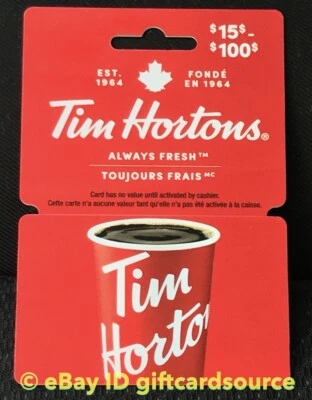 $15$-
$100$
EST. FONDÉ
1964 EN 1964
Tim Hortons®
ALWAYS FRESH™
TOUJOURS FRAIS MC
Card has no value until activated by cashier.
Cette carte n'a aucune valeur tant qu'elle n'a pas été activée à la caisse.
Tim
Horto
© eBay ID giftcardsource